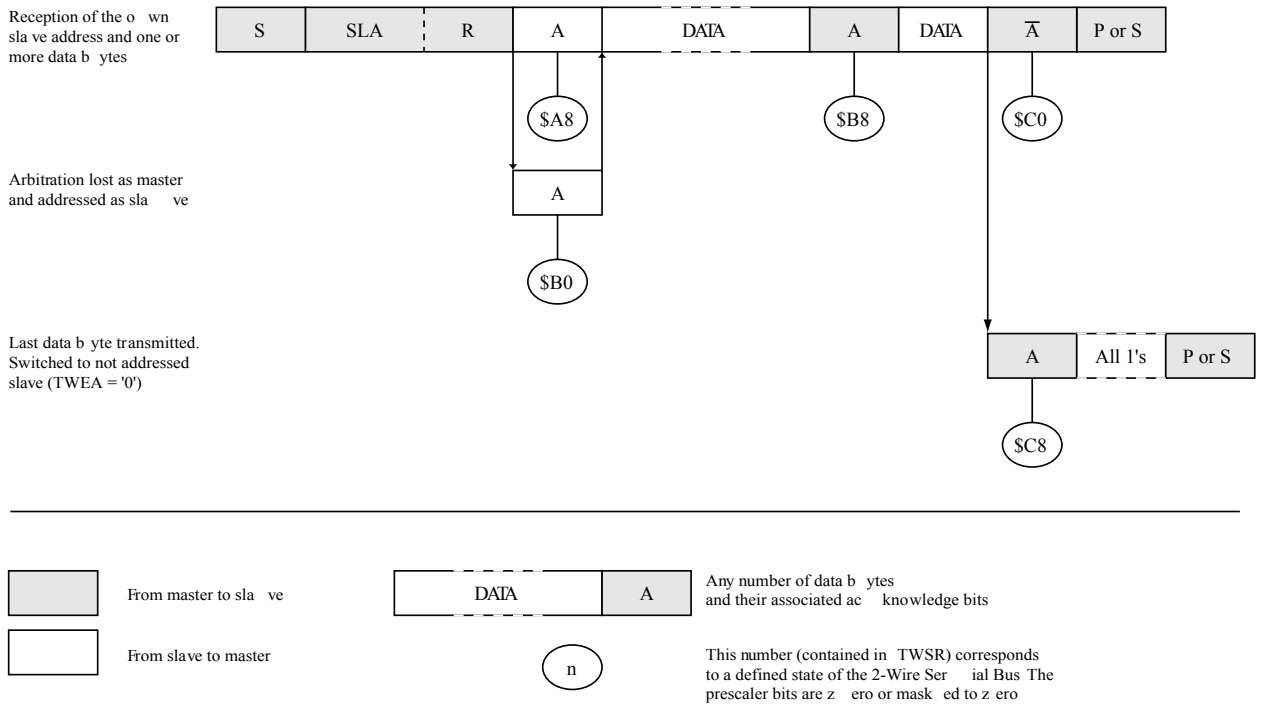 Reception of the o wn
sla ve address and one or
more data b ytes
S SLA R A DATA A DATA A̅ P or S
$A8 $B8 $C0
Arbitration lost as master
and addressed as sla ve
A
$B0
Last data b yte transmitted.
Switched to not addressed
slave (TWEA = '0')
A All 1's P or S
$C8
From master to sla ve
DATA A
Any number of data b ytes
and their associated ac knowledge bits
From slave to master
n
This number (contained in TWSR) corresponds
to a defined state of the 2-Wire Ser ial Bus The
prescaler bits are z ero or mask ed to z ero